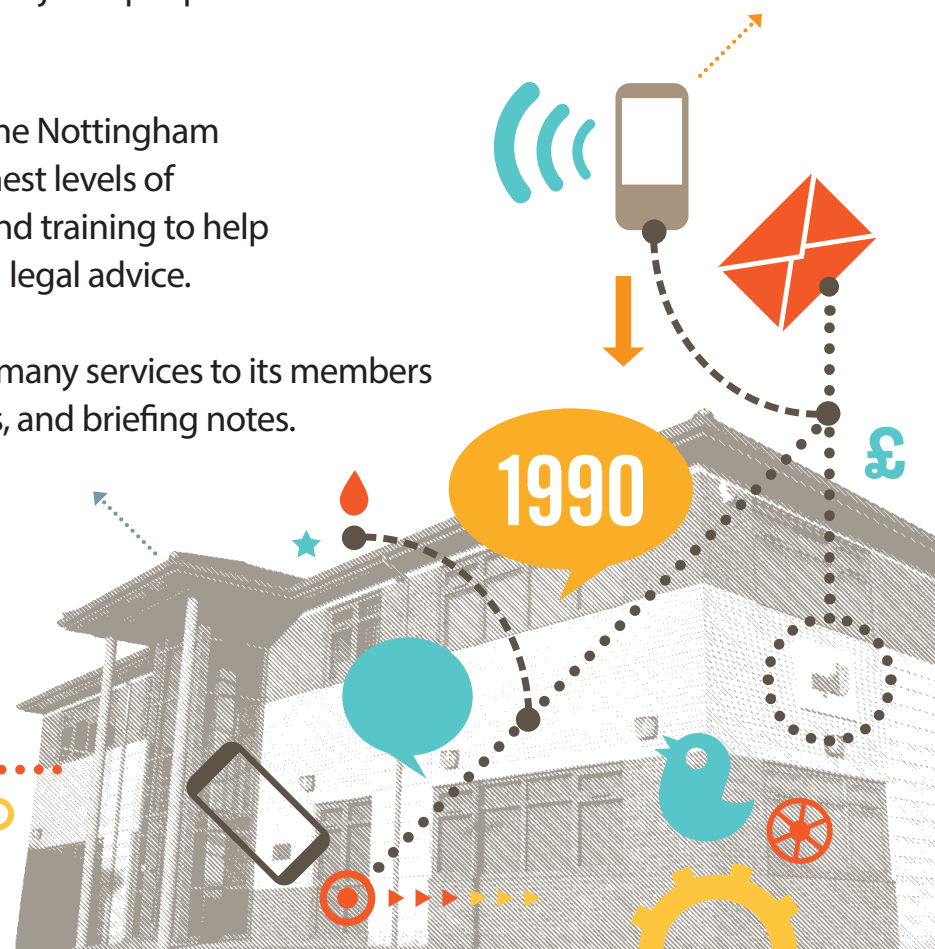 he Nottingham
est levels of
nd training to help
legal advice.
many services to its members
s, and briefing notes.
1990
£